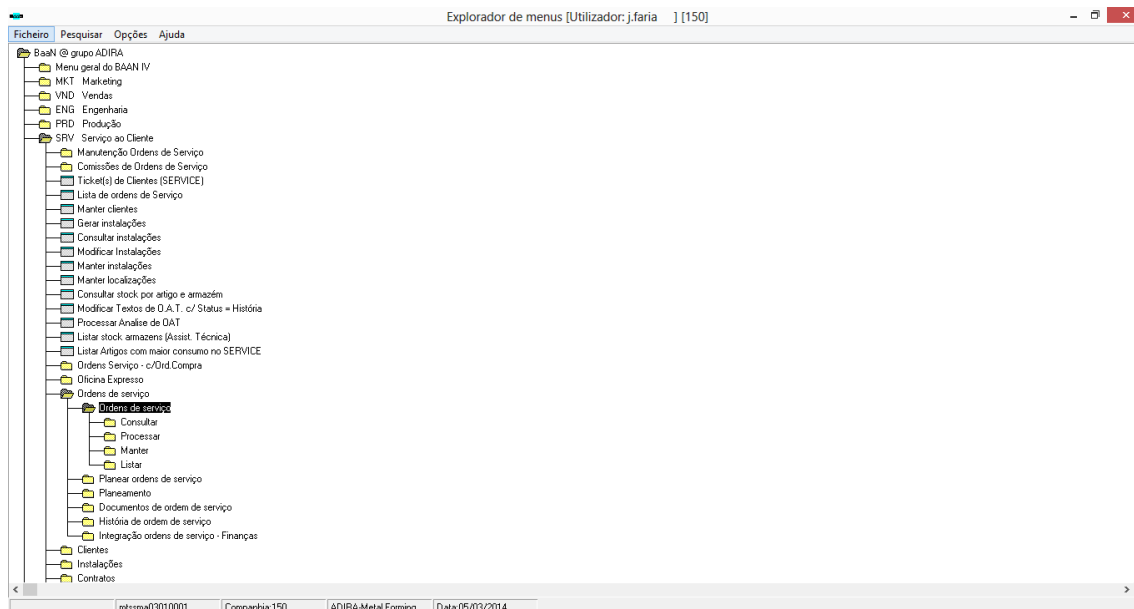 Explorador de menus [Utilizador: j.faria ] [150]
Ficheiro Pesquisar Opções Ajuda
BaaN @ grupo ADIRA
Menu geral do BAAN IV
MKT Marketing
VND Vendas
ENG Engenharia
PRD Produção
SRV Serviço ao Cliente
Manutenção Ordens de Serviço
Comissões de Ordens de Serviço
Ticket(s) de Clientes (SERVICE)
Lista de ordens de Serviço
Manter clientes
Gerar instalações
Consultar instalações
Modificar Instalações
Manter instalações
Manter localizações
Consultar stock por artigo e armazém
Modificar Textos de O.A.T. c/ Status = História
Processar Analise de OAT
Listar stock armazens (Assist. Técnica)
Listar Artigos com maior consumo no SERVICE
Ordens Serviço - c/Ord.Compra
Oficina Expresso
Ordens de serviço
Ordens de serviço
Consultar
Processar
Manter
Listar
Planear ordens de serviço
Planeamento
Documentos de ordem de serviço
História de ordem de serviço
Integração ordens de serviço - Finanças
Clientes
Instalações
Contratos
mtssma03010001 Companhia:150 ADIRA-Metal Forming Data:05/03/2014